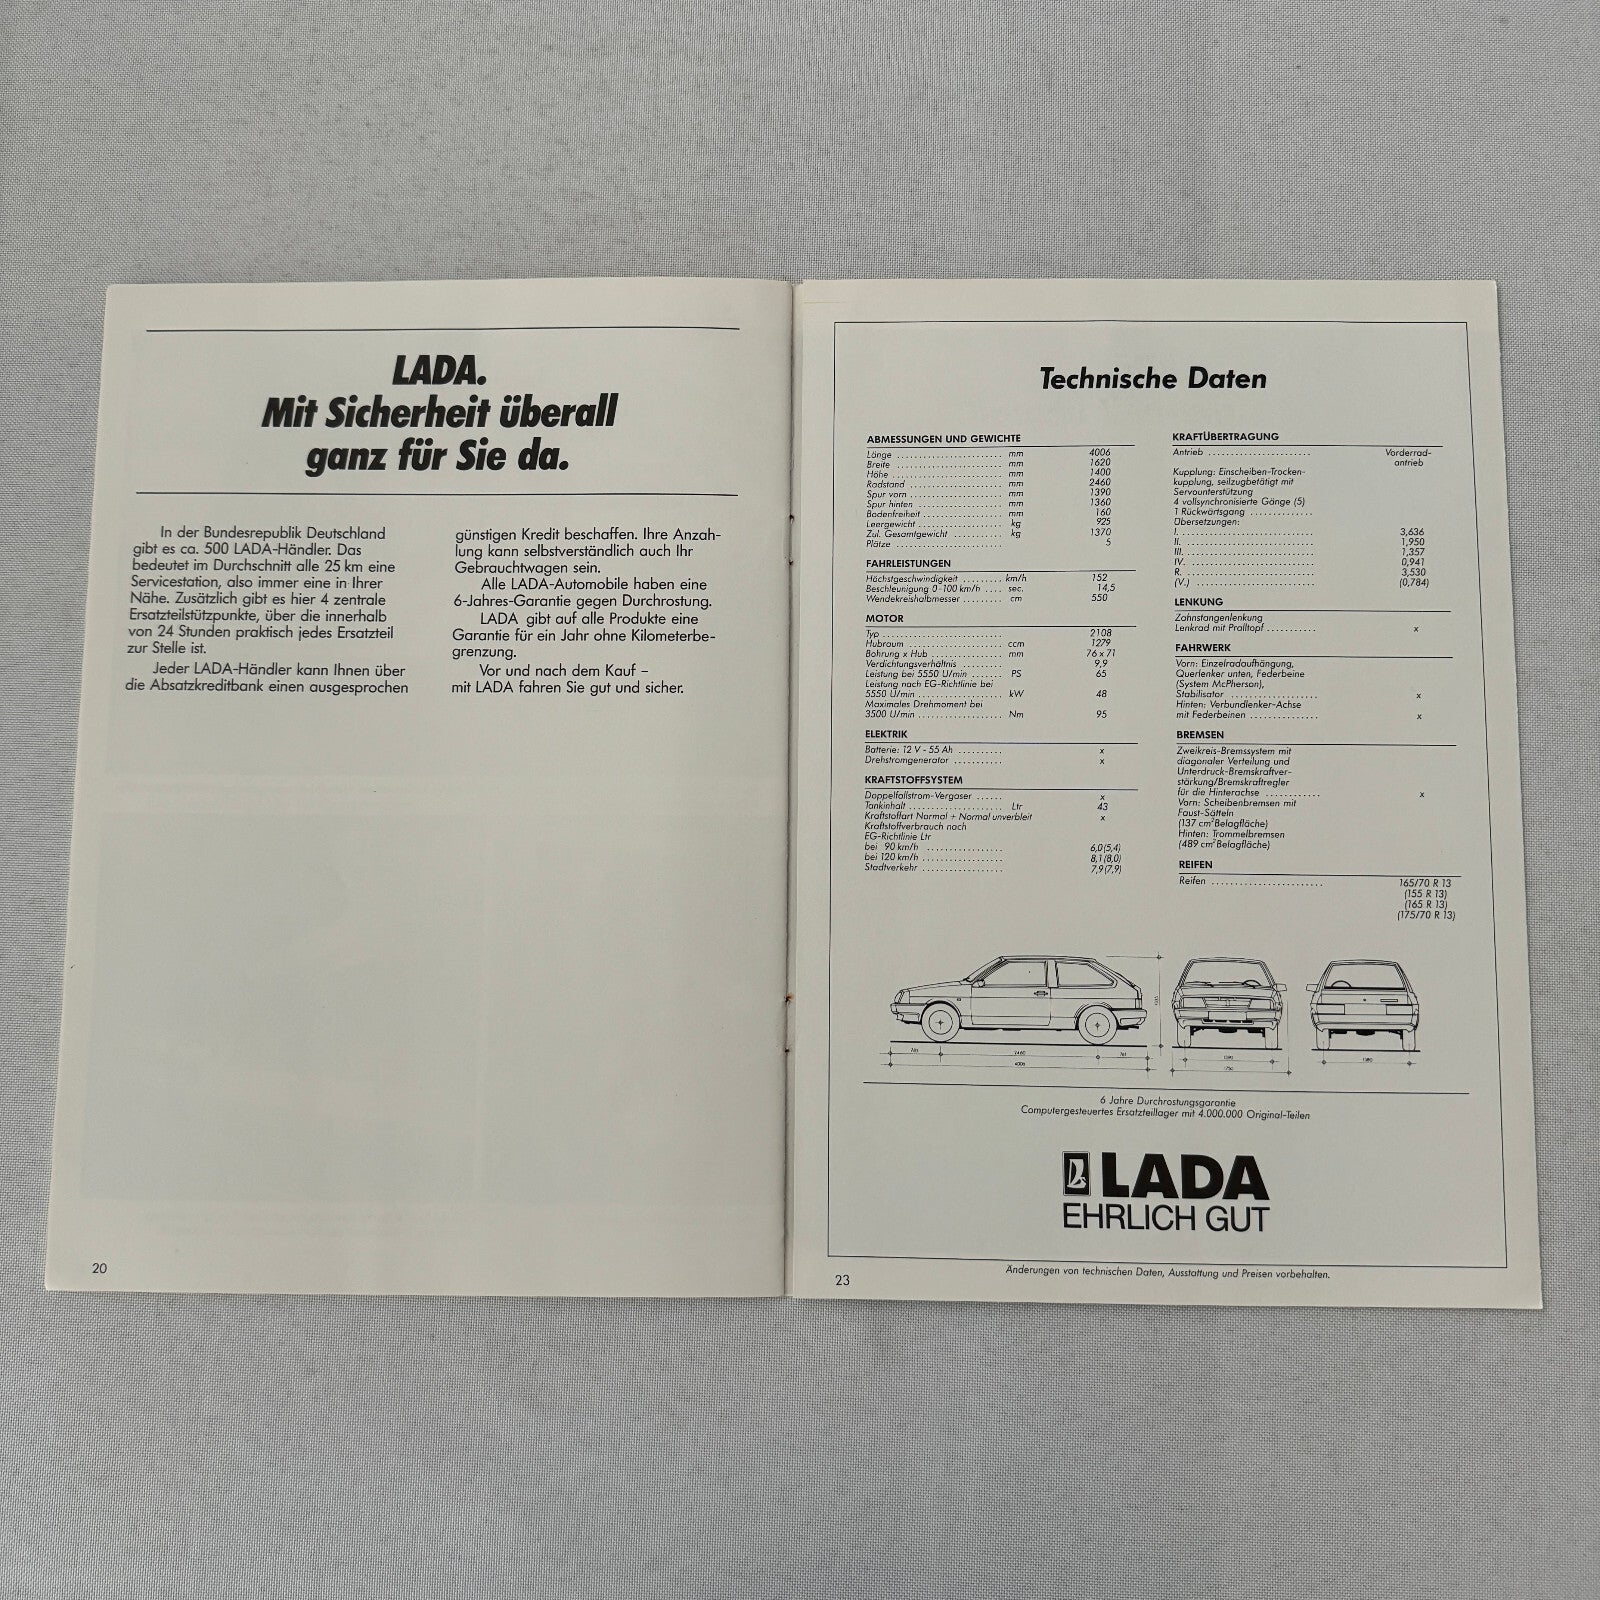 LADA.
Mit Sicherheit überall
ganz für Sie da.
In der Bundesrepublik Deutschland
gibt es ca. 500 LADA-Händler. Das
bedeutet im Durchschnitt alle 25 km eine
Servicestation, also immer eine in Ihrer
Nähe. Zusätzlich gibt es hier 4 zentrale
Ersatzteilstützpunkte, über die innerhalb
von 24 Stunden praktisch jedes Ersatzteil
zur Stelle ist.
Jeder LADA-Händler kann Ihnen über
die Absatzkreditbank einen ausgesprochen
günstigen Kredit beschaffen. Ihre Anzah-
lung kann selbstverständlich auch Ihr
Gebrauchtwagen sein.
Alle LADA-Automobile haben eine
6-Jahres-Garantie gegen Durchrostung.
LADA gibt auf alle Produkte eine
Garantie für ein Jahr ohne Kilometerbe-
grenzung.
Vor und nach dem Kauf –
mit LADA fahren Sie gut und sicher.
20
Technische Daten
ABMESSUNGEN UND GEWICHTE
Länge .................... mm 4006
Breite .................... mm 1620
Höhe .................... mm 1400
Radstand .................... mm 2460
Spur vorn .................... mm 1390
Spur hinten .................... mm 1360
Bodenfreiheit .................... mm 160
Leergewicht .................... kg 925
Zul. Gesamtgewicht .......... kg 1370
Plätze .................... 5
FAHRLEISTUNGEN
Höchstgeschwindigkeit ........ km/h 152
Beschleunigung 0-100 km/h .... sec. 14,5
Wendekreishalbmesser ........ cm 550
MOTOR
Typ .................... 2108
Hubraum .................... ccm 1279
Bohrung x Hub .............. mm 76 x 71
Verdichtungsverhältnis ........ 9,9
Leistung bei 5550 U/min ....... PS 65
Leistung nach EG-Richtlinie bei
5550 U/min .................. kW 48
Maximales Drehmoment bei
3500 U/min .................. Nm 95
ELEKTRIK
Batterie: 12 V - 55 Ah .......... x
Drehstromgenerator ........... x
KRAFTSTOFFSYSTEM
Doppelfallstrom-Vergaser ...... x
Tankinhalt .................... Ltr 43
Kraftstoffart Normal + Normal unverbleit x
Kraftstoffverbrauch nach
EG-Richtlinie Ltr
bei 90 km/h ................ 6,0(5,4)
bei 120 km/h ................ 8,1(8,0)
Stadtverkehr ................ 7,9(7,9)
KRAFTÜBERTRAGUNG
Antrieb ...................... Vorderrad-
antrieb
Kupplung: Einscheiben-Trocken-
kupplung, seilzugbetätigt mit
Servounterstützung
4 vollsynchronisierte Gänge (5)
1 Rückwärtsgang .............
Übersetzungen:
I. ......................... 3,636
II. ......................... 1,950
III. ......................... 1,357
IV. ......................... 0,941
R. ......................... 3,530
(V.) ......................... (0,784)
LENKUNG
Zahnstangenlenkung
Lenkrad mit Pralltopf .......... x
FAHRWERK
Vorn: Einzelradaufhängung,
Querlenker unten, Federbeine
(System McPherson),
Stabilisator .................. x
Hinten: Verbundlenker-Achse
mit Federbeinen .............. x
BREMSEN
Zweikreis-Bremssystem mit
diagonaler Verteilung und
Unterdruck-Bremskraftver-
stärkung/Bremskraftregler
für die Hinterachse ............ x
Vorn: Scheibenbremsen mit
Faust-Sätteln
(137 cm² Belagfläche)
Hinten: Trommelbremsen
(489 cm² Belagfläche)
REIFEN
Reifen ....................... 165/70 R 13
(155 R 13)
(165 R 13)
(175/70 R 13)
2460
4006
6 Jahre Durchrostungsgarantie
Computergesteuertes Ersatzteillager mit 4.000.000 Original-Teilen
LADA
EHRLICH GUT
23
Änderungen von technischen Daten, Ausstattung und Preisen vorbehalten.